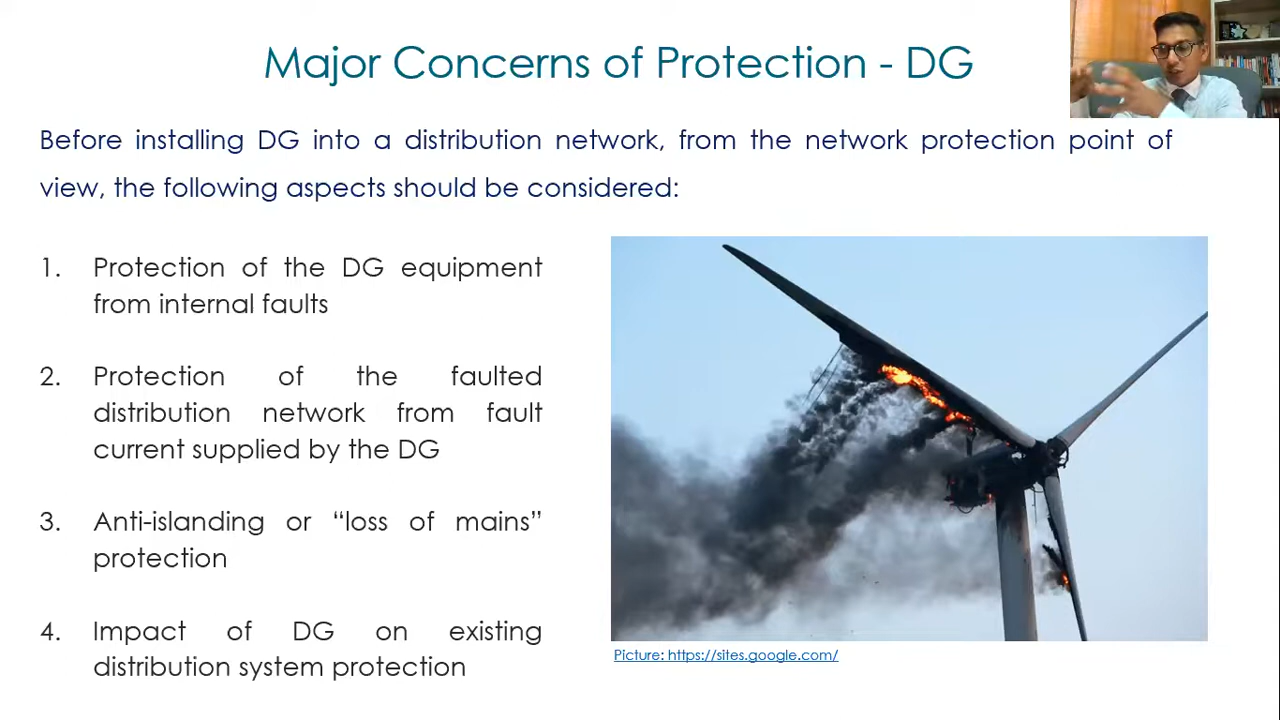 Major Concerns of Protection - DG
Before installing DG into a distribution network, from the network protection point of
view, the following aspects should be considered:
1. Protection of the DG equipment
from internal faults
2. Protection of the faulted
distribution network from fault
current supplied by the DG
3. Anti-islanding or “loss of mains”
protection
4. Impact of DG on existing
distribution system protection
Picture: https://sites.google.com/